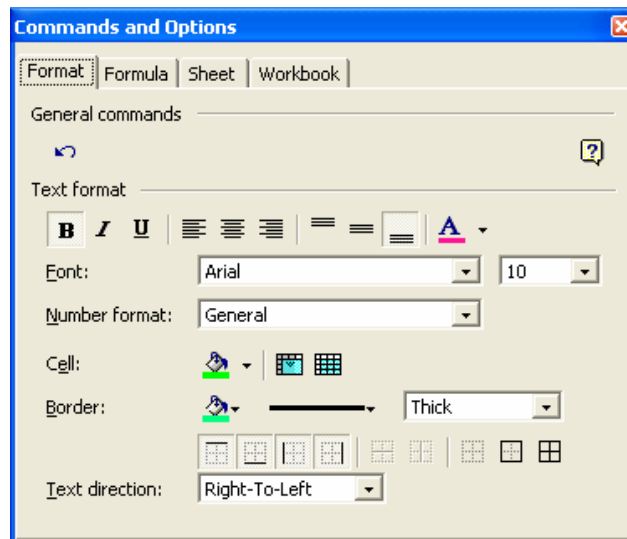 Commands and Options
Format Formula Sheet Workbook
General commands
Text format
B I U A
Font: Arial 10
Number format: General
Cell:
Border: Thick
Text direction: Right-To-Left